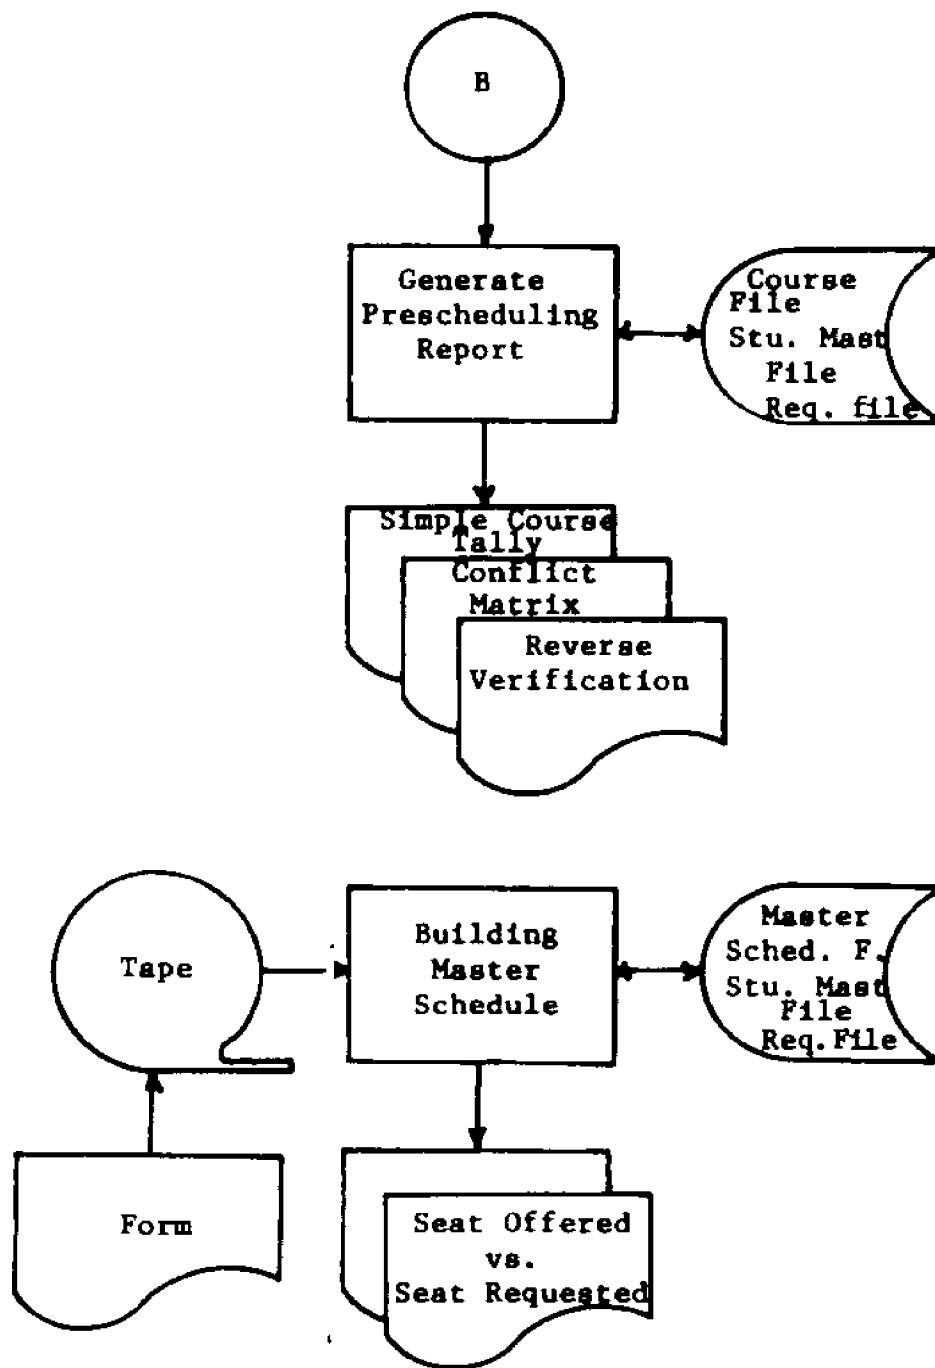 B
Generate
Prescheduling
Report
Course
File
Stu. Mast
File
Req. file
Simple Course
Tally
Conflict
Matrix
Reverse
Verification
Tape
Building
Master
Schedule
Master
Sched. F.
Stu. Mast
File
Req.File
Form
Seat Offered
vs.
Seat Requested